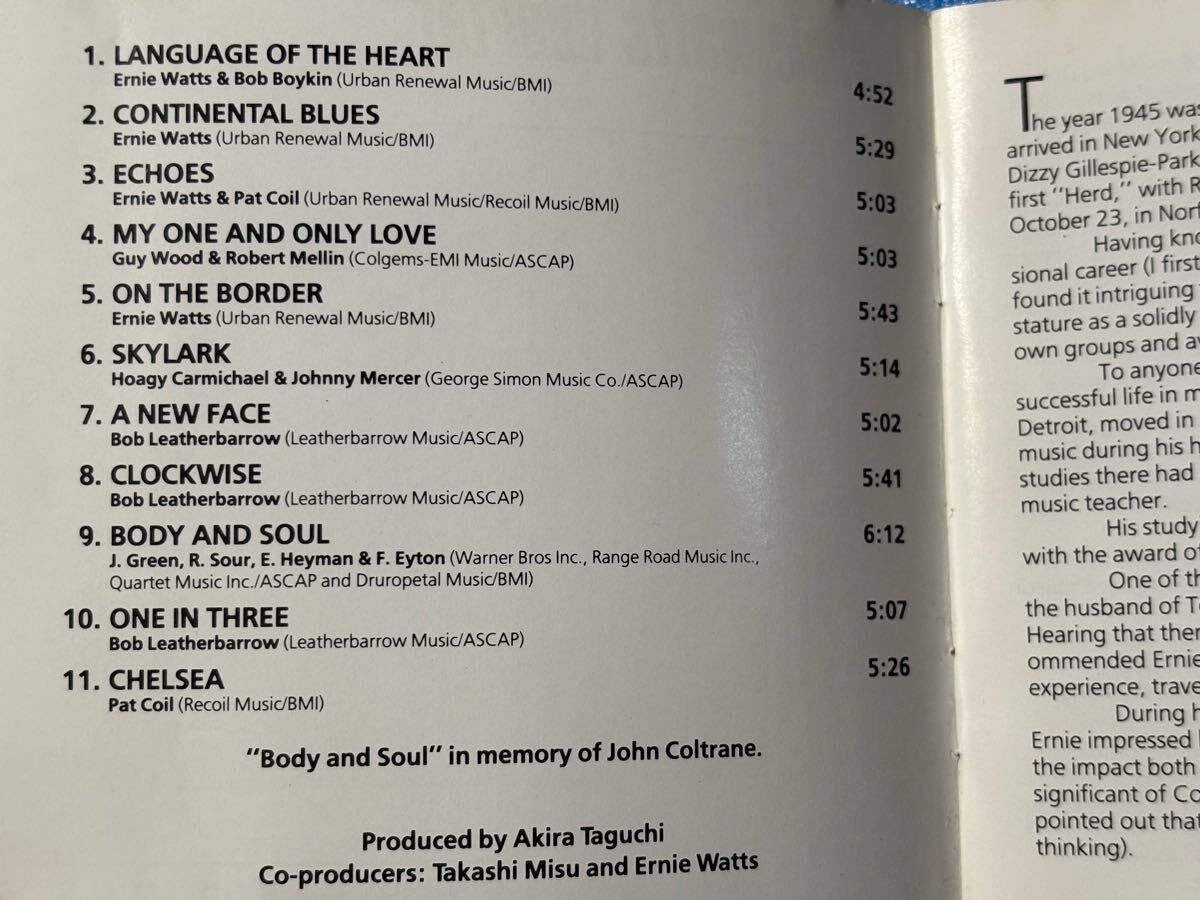 1. LANGUAGE OF THE HEART
Ernie Watts & Bob Boykin (Urban Renewal Music/BMI)
4:52
2. CONTINENTAL BLUES
Ernie Watts (Urban Renewal Music/BMI)
5:29
3. ECHOES
Ernie Watts & Pat Coil (Urban Renewal Music/Recoil Music/BMI)
5:03
4. MY ONE AND ONLY LOVE
Guy Wood & Robert Mellin (Colgems-EMI Music/ASCAP)
5:03
5. ON THE BORDER
Ernie Watts (Urban Renewal Music/BMI)
5:43
6. SKYLARK
Hoagy Carmichael & Johnny Mercer (George Simon Music Co./ASCAP)
5:14
7. A NEW FACE
Bob Leatherbarrow (Leatherbarrow Music/ASCAP)
5:02
8. CLOCKWISE
Bob Leatherbarrow (Leatherbarrow Music/ASCAP)
5:41
9. BODY AND SOUL
J. Green, R. Sour, E. Heyman & F. Eyton (Warner Bros Inc., Range Road Music Inc.,
Quartet Music Inc./ASCAP and Druropetal Music/BMI)
6:12
10. ONE IN THREE
Bob Leatherbarrow (Leatherbarrow Music/ASCAP)
5:07
11. CHELSEA
Pat Coil (Recoil Music/BMI)
5:26
"Body and Soul" in memory of John Coltrane.
Produced by Akira Taguchi
Co-producers: Takashi Misu and Ernie Watts
The year 1945 was
arrived in New York
Dizzy Gillespie-Park
first "Herd," with R
October 23, in Norf
Having kno
sional career (I first
found it intriguing
stature as a solidly
own groups and a
To anyone
successful life in m
Detroit, moved in
music during his h
studies there had
music teacher.
His study
with the award of
One of th
the husband of T
Hearing that ther
ommended Ernie
experience, trave
During h
Ernie impressed
the impact both
significant of Co
pointed out that
thinking).